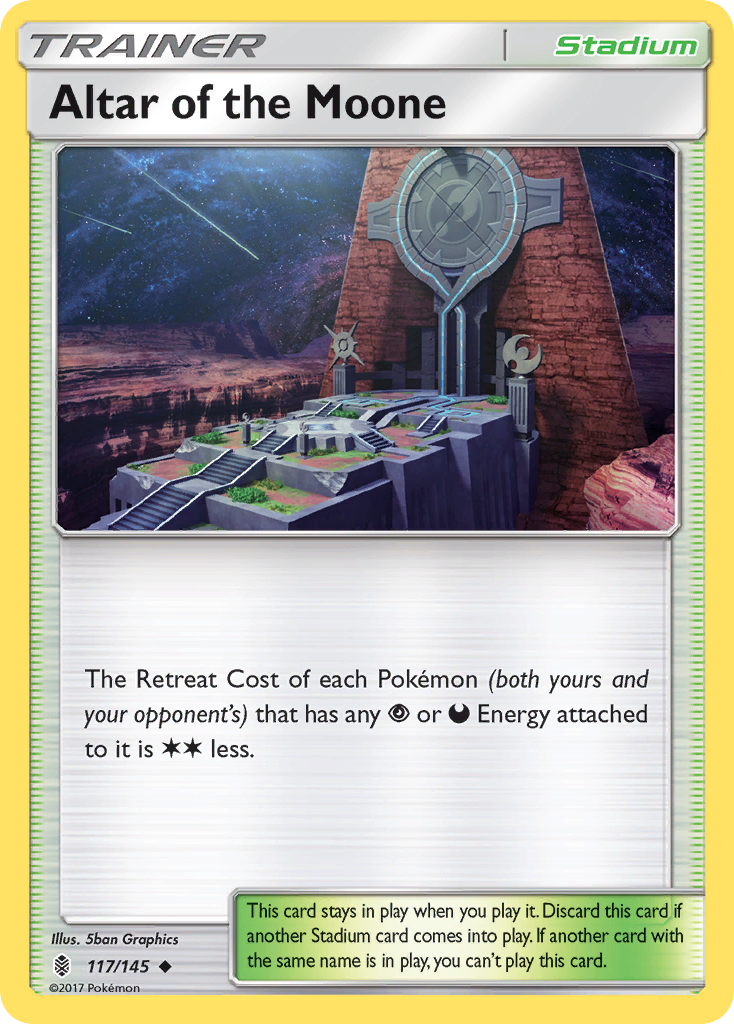 TRAINER
Stadium
Altar of the Moone
The Retreat Cost of each Pokémon (both yours and
your opponent's) that has any or Energy attached
to it is less.
This card stays in play when you play it. Discard this card if
another Stadium card comes into play. If another card with
the same name is in play, you can't play this card.
Illus. 5ban Graphics
117/145
©2017 Pokémon